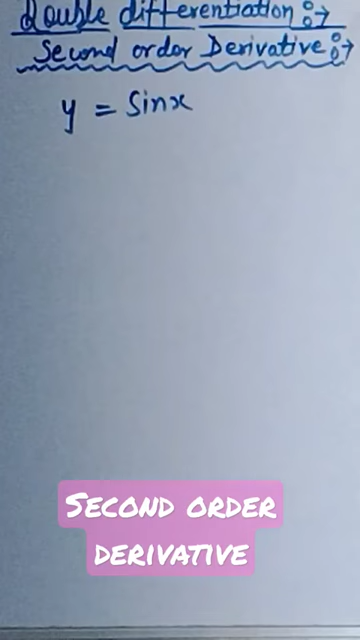 double differentiation :→
Second order Derivative :→
y = Sinx
SECOND ORDER
DERIVATIVE